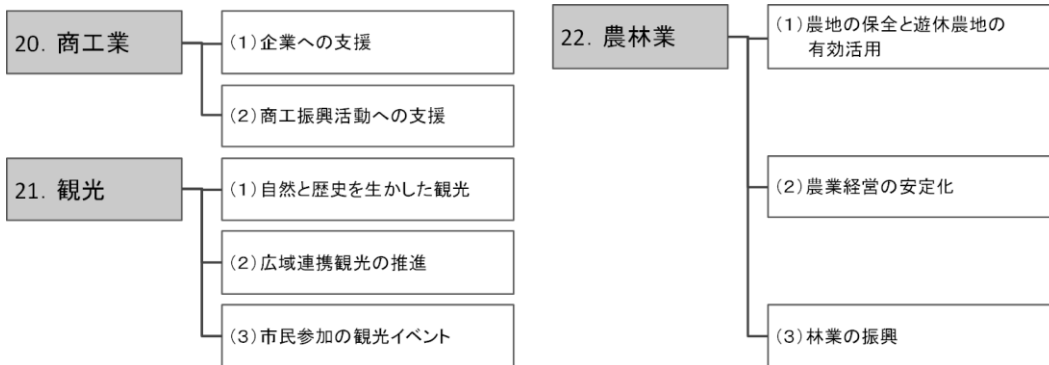 20. 商工業
(1)企業への支援
(2)商工振興活動への支援
21. 観光
(1)自然と歴史を生かした観光
(2)広域連携観光の推進
(3)市民参加の観光イベント
22. 農林業
(1)農地の保全と遊休農地の
有効活用
(2)農業経営の安定化
(3)林業の振興